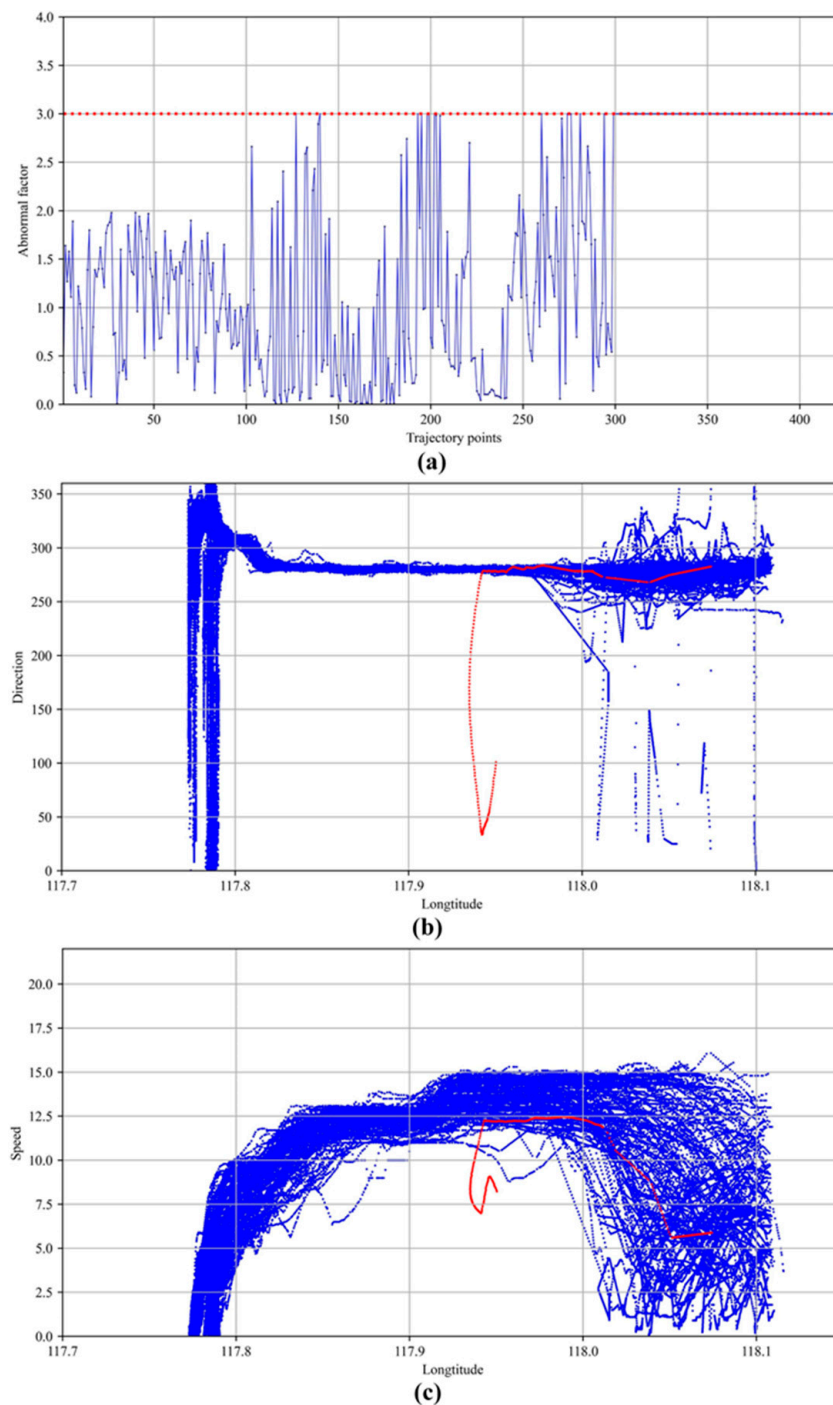 4.0
3.5
3.0
2.5
2.0
1.5
1.0
0.5
0.0
Abnormal factor
50 100 150 200 250 300 350 400
Trajectory points
(a)
350
300
250
200
150
100
50
0
Direction
117.7 117.8 117.9 118.0 118.1
Longtitude
(b)
20.0
17.5
15.0
12.5
10.0
7.5
5.0
2.5
0.0
Speed
117.7 117.8 117.9 118.0 118.1
Longtitude
(c)